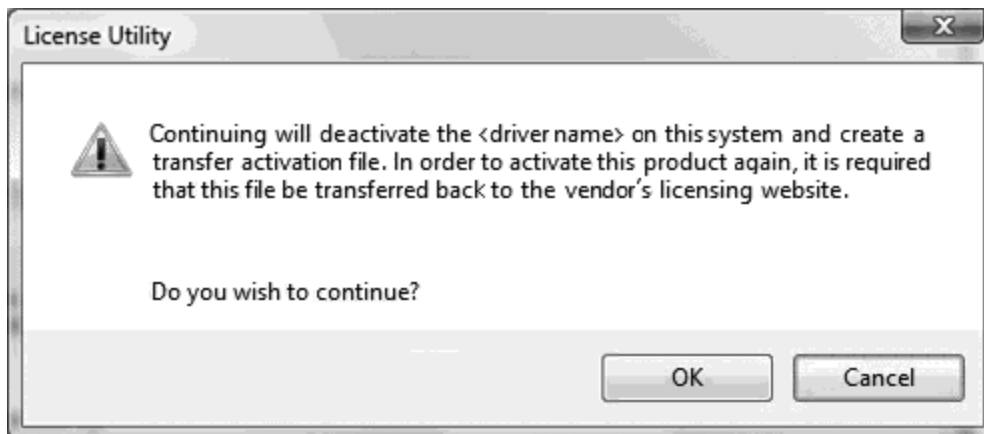 License Utility
Continuing will deactivate the <driver name> on this system and create a
transfer activation file. In order to activate this product again, it is required
that this file be transferred back to the vendor's licensing website.
Do you wish to continue?
OK
Cancel